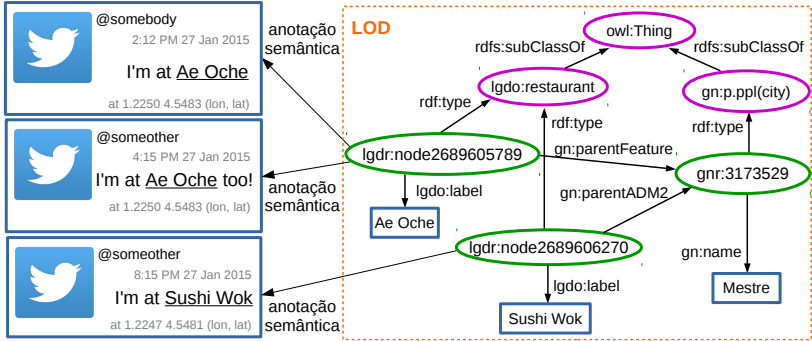 @somebody
2:12 PM 27 Jan 2015
I'm at Ae Oche
at 1.2250 4.5483 (lon, lat)
@someother
4:15 PM 27 Jan 2015
I'm at Ae Oche too!
at 1.2250 4.5483 (lon, lat)
@someother
8:15 PM 27 Jan 2015
I'm at Sushi Wok
at 1.2247 4.5481 (lon, lat)
anotação
semântica
anotação
semântica
anotação
semântica
LOD
owl:Thing
rdfs:subClassOf
rdfs:subClassOf
lgdo:restaurant
gn:p.ppl(city)
rdf:type
rdf:type
rdf:type
gn:parentFeature
lgdr:node2689605789
gnr:3173529
lgdo:label
gn:parentADM2
Ae Oche
lgdr:node2689606270
gn:name
lgdo:label
Mestre
Sushi Wok